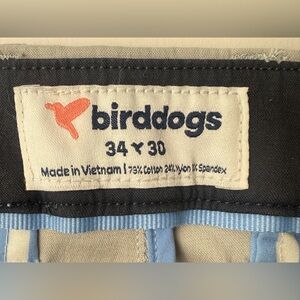 birddogs
34 30
Made in Vietnam | 73% Cotton 24% Nylon 3% Spandex